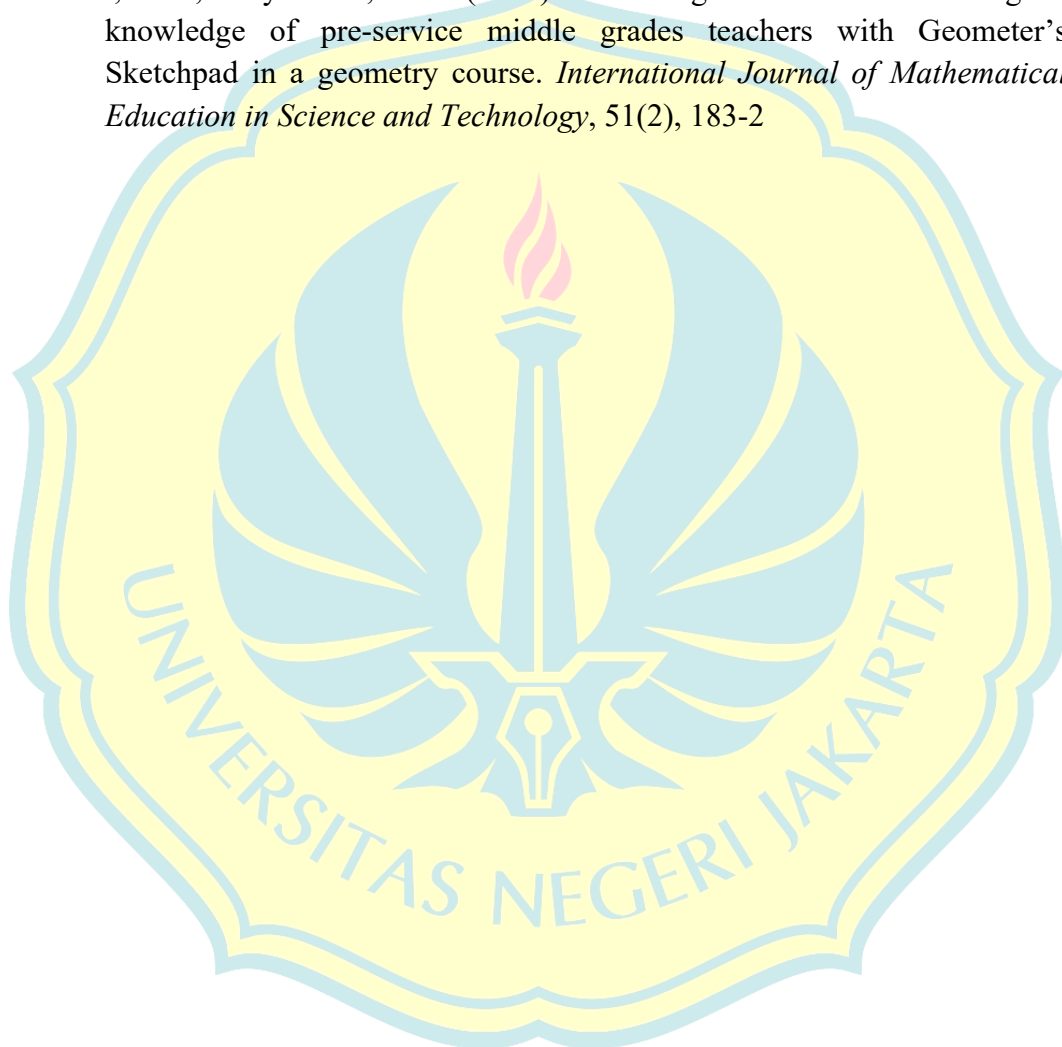 knowledge of pre-service middle grades teachers with Geometer’s
Sketchpad in a geometry course. International Journal of Mathematical
Education in Science and Technology, 51(2), 183-2
UNIVERSITAS NEGERI JAKARTA